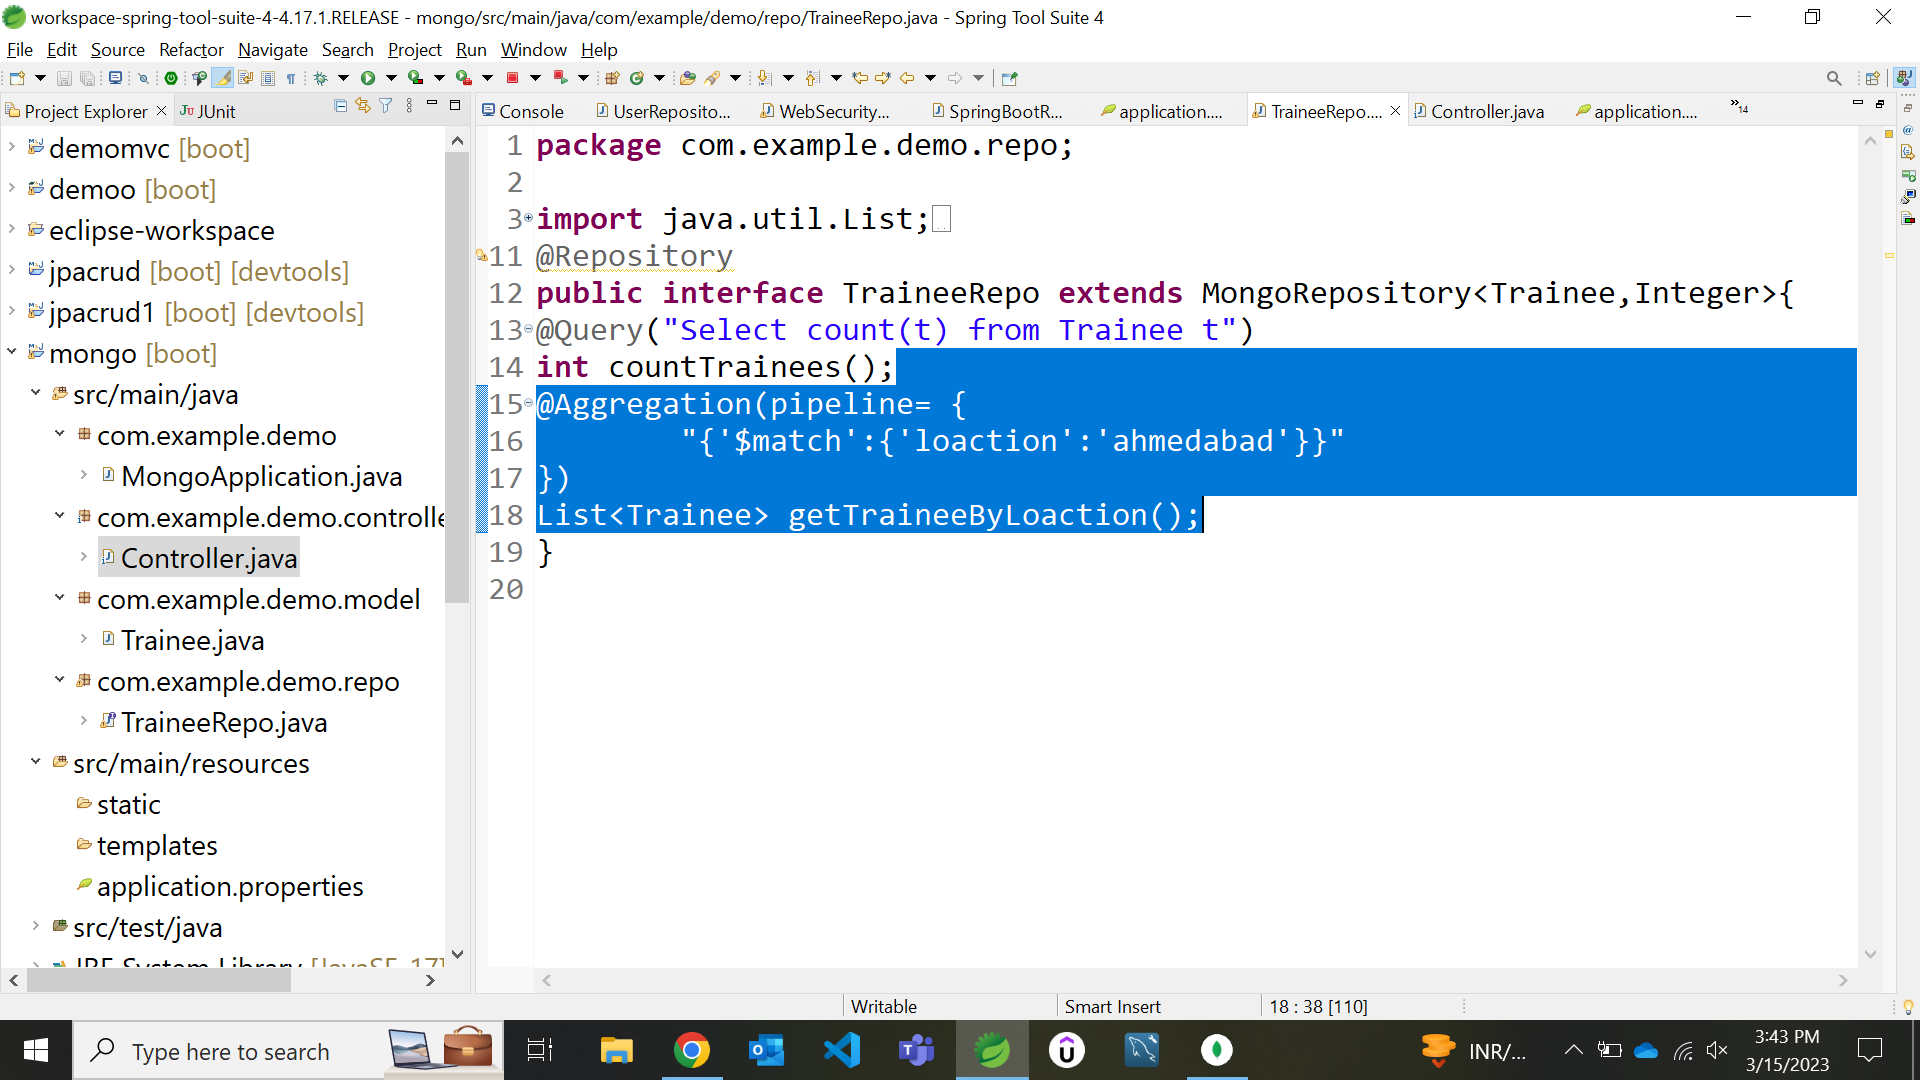 workspace-spring-tool-suite-4-4.17.1.RELEASE - mongo/src/main/java/com/example/demo/repo/TraineeRepo.java - Spring Tool Suite 4
File Edit Source Refactor Navigate Search Project Run Window Help
Project Explorer
JUnit
demomvc [boot]
demoo [boot]
eclipse-workspace
jpacrud [boot] [devtools]
jpacrud1 [boot] [devtools]
mongo [boot]
src/main/java
com.example.demo
MongoApplication.java
com.example.demo.controlle
Controller.java
com.example.demo.model
Trainee.java
com.example.demo.repo
TraineeRepo.java
src/main/resources
static
templates
application.properties
src/test/java
JRE System Library [JavaSE-17]
Console UserReposito... WebSecurity... SpringBootR... application.... TraineeRepo.... Controller.java application.... »14
1 package com.example.demo.repo;
2
3 import java.util.List;
11 @Repository
12 public interface TraineeRepo extends MongoRepository<Trainee,Integer>{
13 @Query("Select count(t) from Trainee t")
14 int countTrainees();
15 @Aggregation(pipeline= {
16 "{'$match':{'loaction':'ahmedabad'}}"
17 })
18 List<Trainee> getTraineeByLoaction();
19 }
20
Writable Smart Insert 18 : 38 [110]
Type here to search
INR/...
3:43 PM
3/15/2023